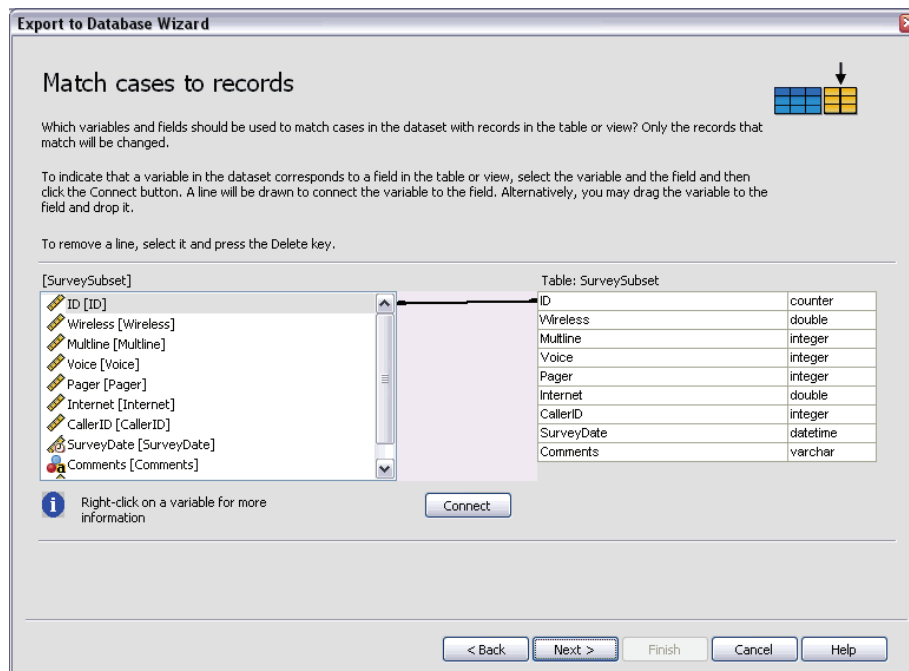 Export to Database Wizard
Match cases to records
Which variables and fields should be used to match cases in the dataset with records in the table or view? Only the records that
match will be changed.
To indicate that a variable in the dataset corresponds to a field in the table or view, select the variable and the field and then
click the Connect button. A line will be drawn to connect the variable to the field. Alternatively, you may drag the variable to the
field and drop it.
To remove a line, select it and press the Delete key.
[SurveySubset]
ID [ID]
Wireless [Wireless]
Multline [Multline]
Voice [Voice]
Pager [Pager]
Internet [Internet]
CallerID [CallerID]
SurveyDate [SurveyDate]
Comments [Comments]
Table: SurveySubset
ID counter
Wireless double
Multline integer
Voice integer
Pager integer
Internet double
CallerID integer
SurveyDate datetime
Comments varchar
Right-click on a variable for more
information
Connect
< Back Next > Finish Cancel Help